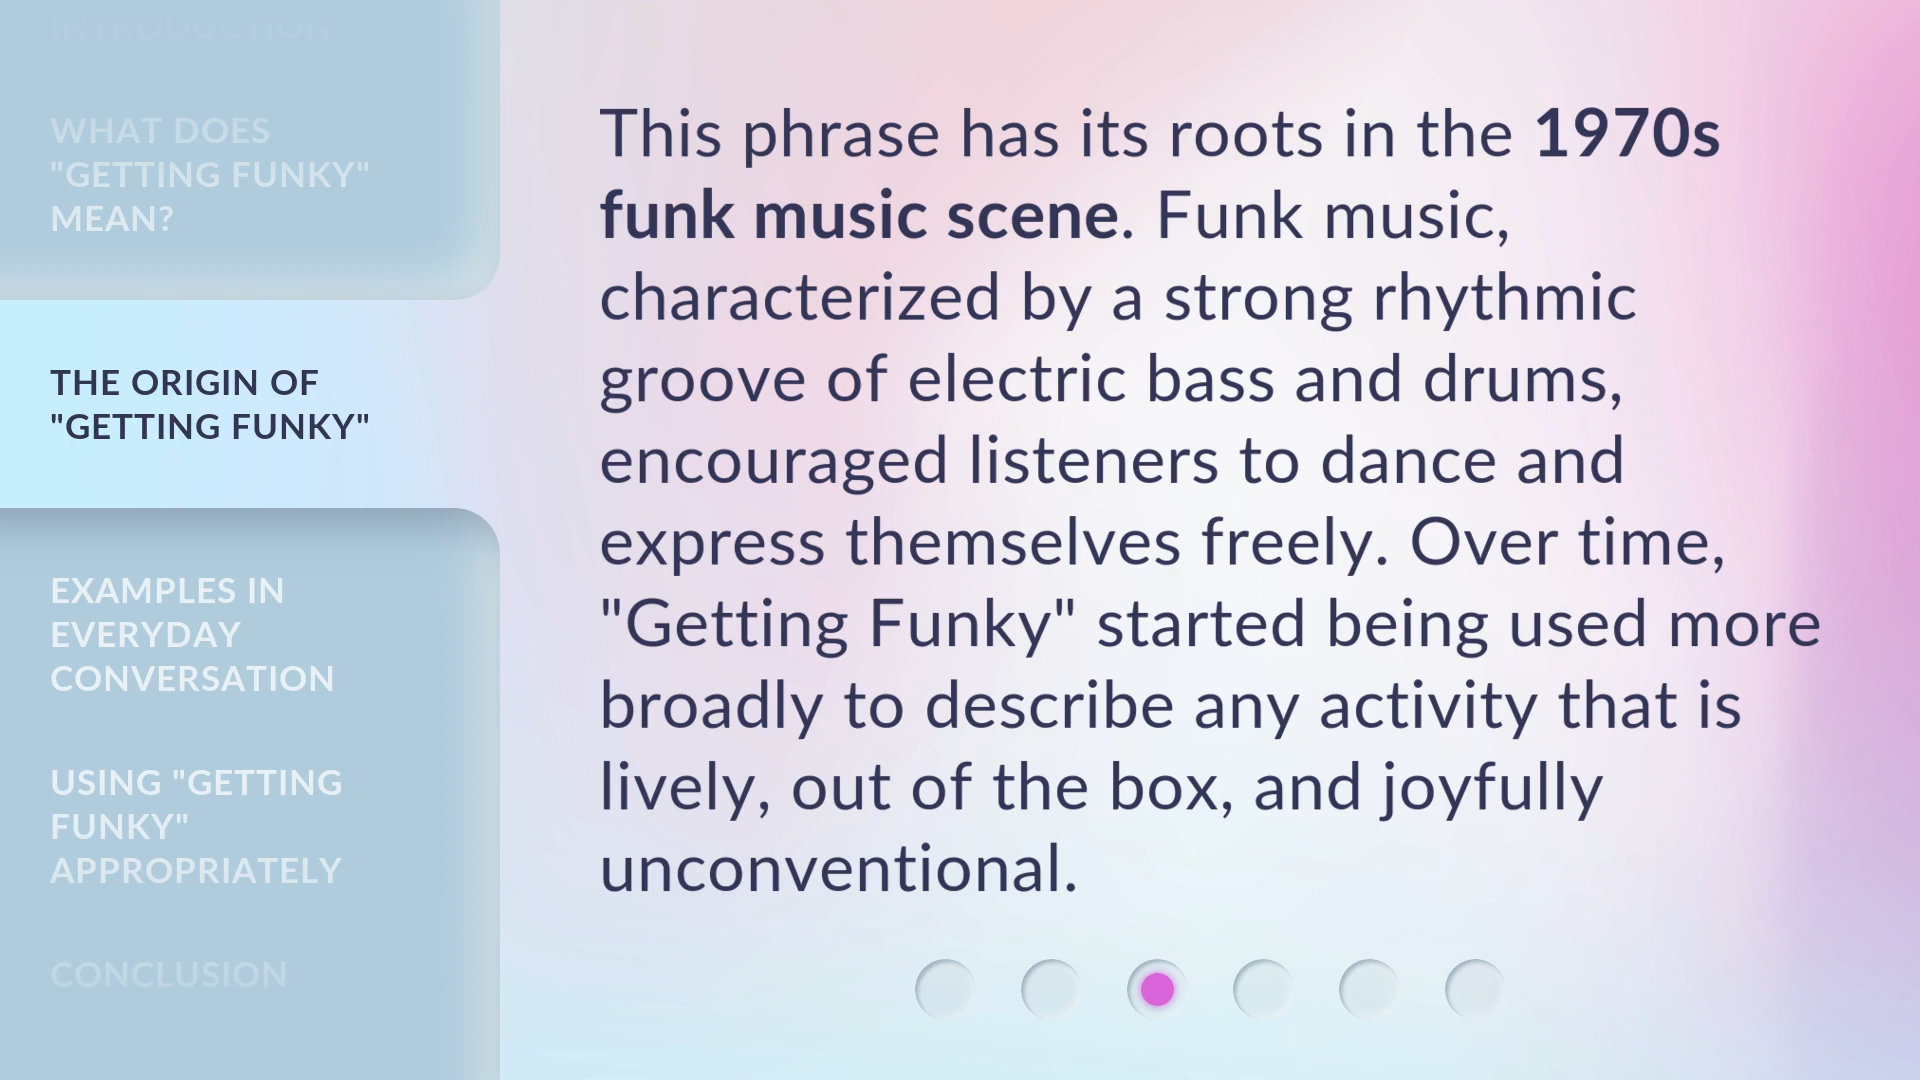 INTRODUCTION
WHAT DOES
"GETTING FUNKY"
MEAN?
THE ORIGIN OF
"GETTING FUNKY"
EXAMPLES IN
EVERYDAY
CONVERSATION
USING "GETTING
FUNKY"
APPROPRIATELY
CONCLUSION
This phrase has its roots in the 1970s
funk music scene. Funk music,
characterized by a strong rhythmic
groove of electric bass and drums,
encouraged listeners to dance and
express themselves freely. Over time,
"Getting Funky" started being used more
broadly to describe any activity that is
lively, out of the box, and joyfully
unconventional.